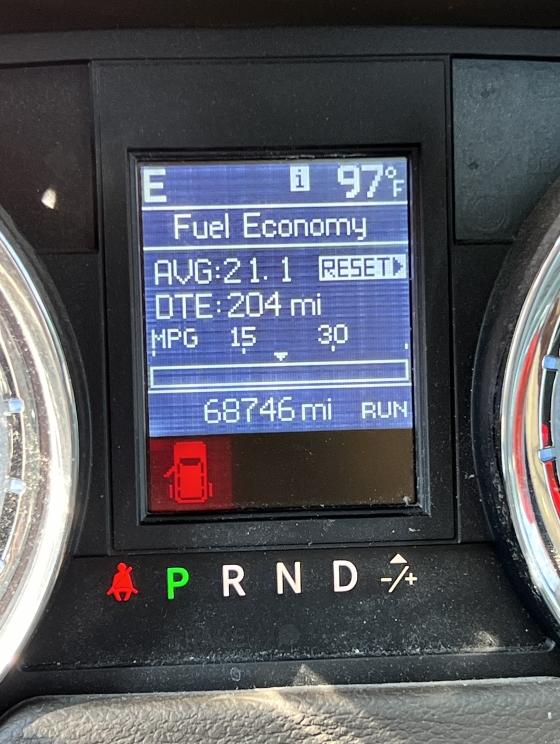 E i 97°F
Fuel Economy
AVG:21.1 RESET
DTE:204 mi
MPG 15 30
68746 mi RUN
P R N D -/+